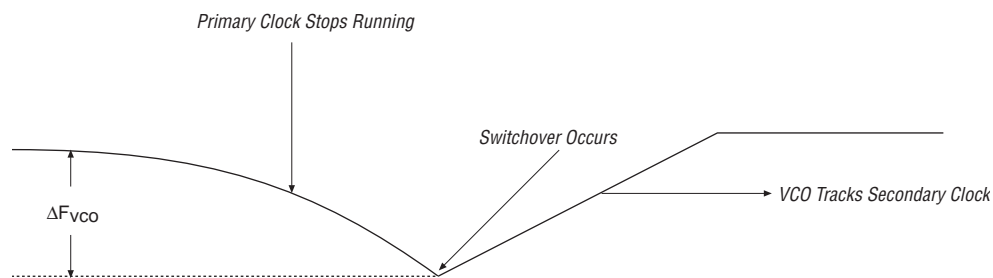 Primary Clock Stops Running
Switchover Occurs
ΔFVCO
VCO Tracks Secondary Clock